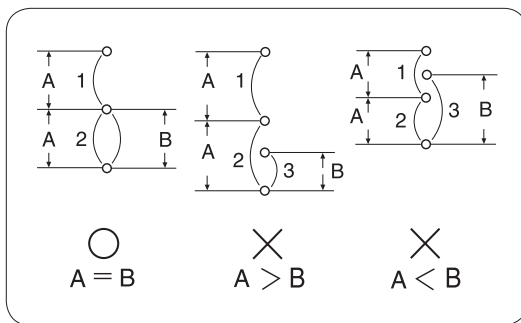 A 1
A 2 B
A = B
A 1
A 2 3 B
A > B
A 1
A 2 3 B
A < B